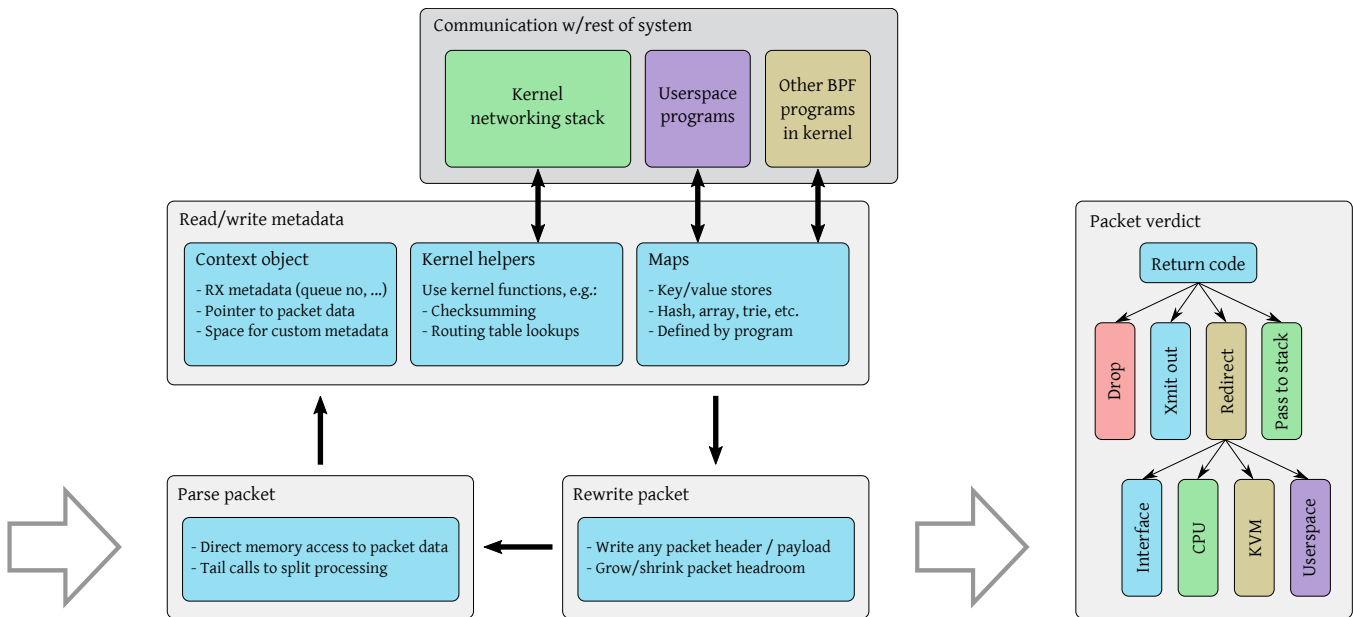 Communication w/rest of system
Kernel
networking stack
Userspace
programs
Other BPF
programs
in kernel
Read/write metadata
Context object
- RX metadata (queue no, ...)
- Pointer to packet data
- Space for custom metadata
Kernel helpers
Use kernel functions, e.g.:
- Checksumming
- Routing table lookups
Maps
- Key/value stores
- Hash, array, trie, etc.
- Defined by program
Parse packet
- Direct memory access to packet data
- Tail calls to split processing
Rewrite packet
- Write any packet header / payload
- Grow/shrink packet headroom
Packet verdict
Return code
Drop
Xmit out
Redirect
Pass to stack
Interface
CPU
KVM
Userspace